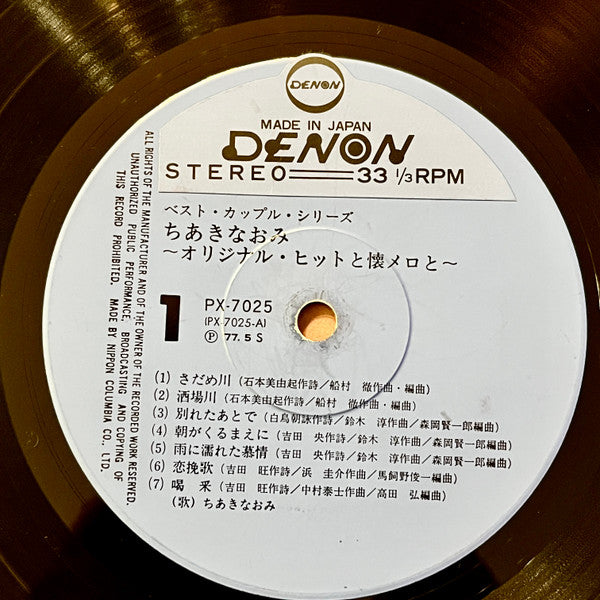 DENON
MADE IN JAPAN
DENON
STEREO 33 1/3 RPM
ベスト・カップル・シリーズ
ちあきなおみ
～オリジナル・ヒットと懐メロと～
1
PX-7025
(PX-7025-A)
Ⓟ 77. 5 S
(1) さだめ川（石本美由起作詩／船村 徹作曲・編曲）
(2) 酒場川（石本美由起作詩／船村 徹作曲・編曲）
(3) 別れたあとで（白鳥朝詠作詩／鈴木 淳作曲／森岡賢一郎編曲）
(4) 朝がくるまえに（吉田 央作詩／鈴木 淳作曲／森岡賢一郎編曲）
(5) 雨に濡れた慕情（吉田 央作詩／鈴木 淳作曲／森岡賢一郎編曲）
(6) 恋挽歌（吉田 旺作詩／浜 圭介作曲／馬飼野俊一編曲）
(7) 喝 采（吉田 旺作詩／中村泰士作曲／高田 弘編曲）
（歌）ちあきなおみ
ALL RIGHTS OF THE MANUFACTURER AND OF THE OWNER OF THE RECORDED WORK RESERVED.
UNAUTHORIZED PUBLIC PERFORMANCE, BROADCASTING AND COPYING OF
THIS RECORD PROHIBITED. MADE BY NIPPON COLUMBIA CO., LTD.